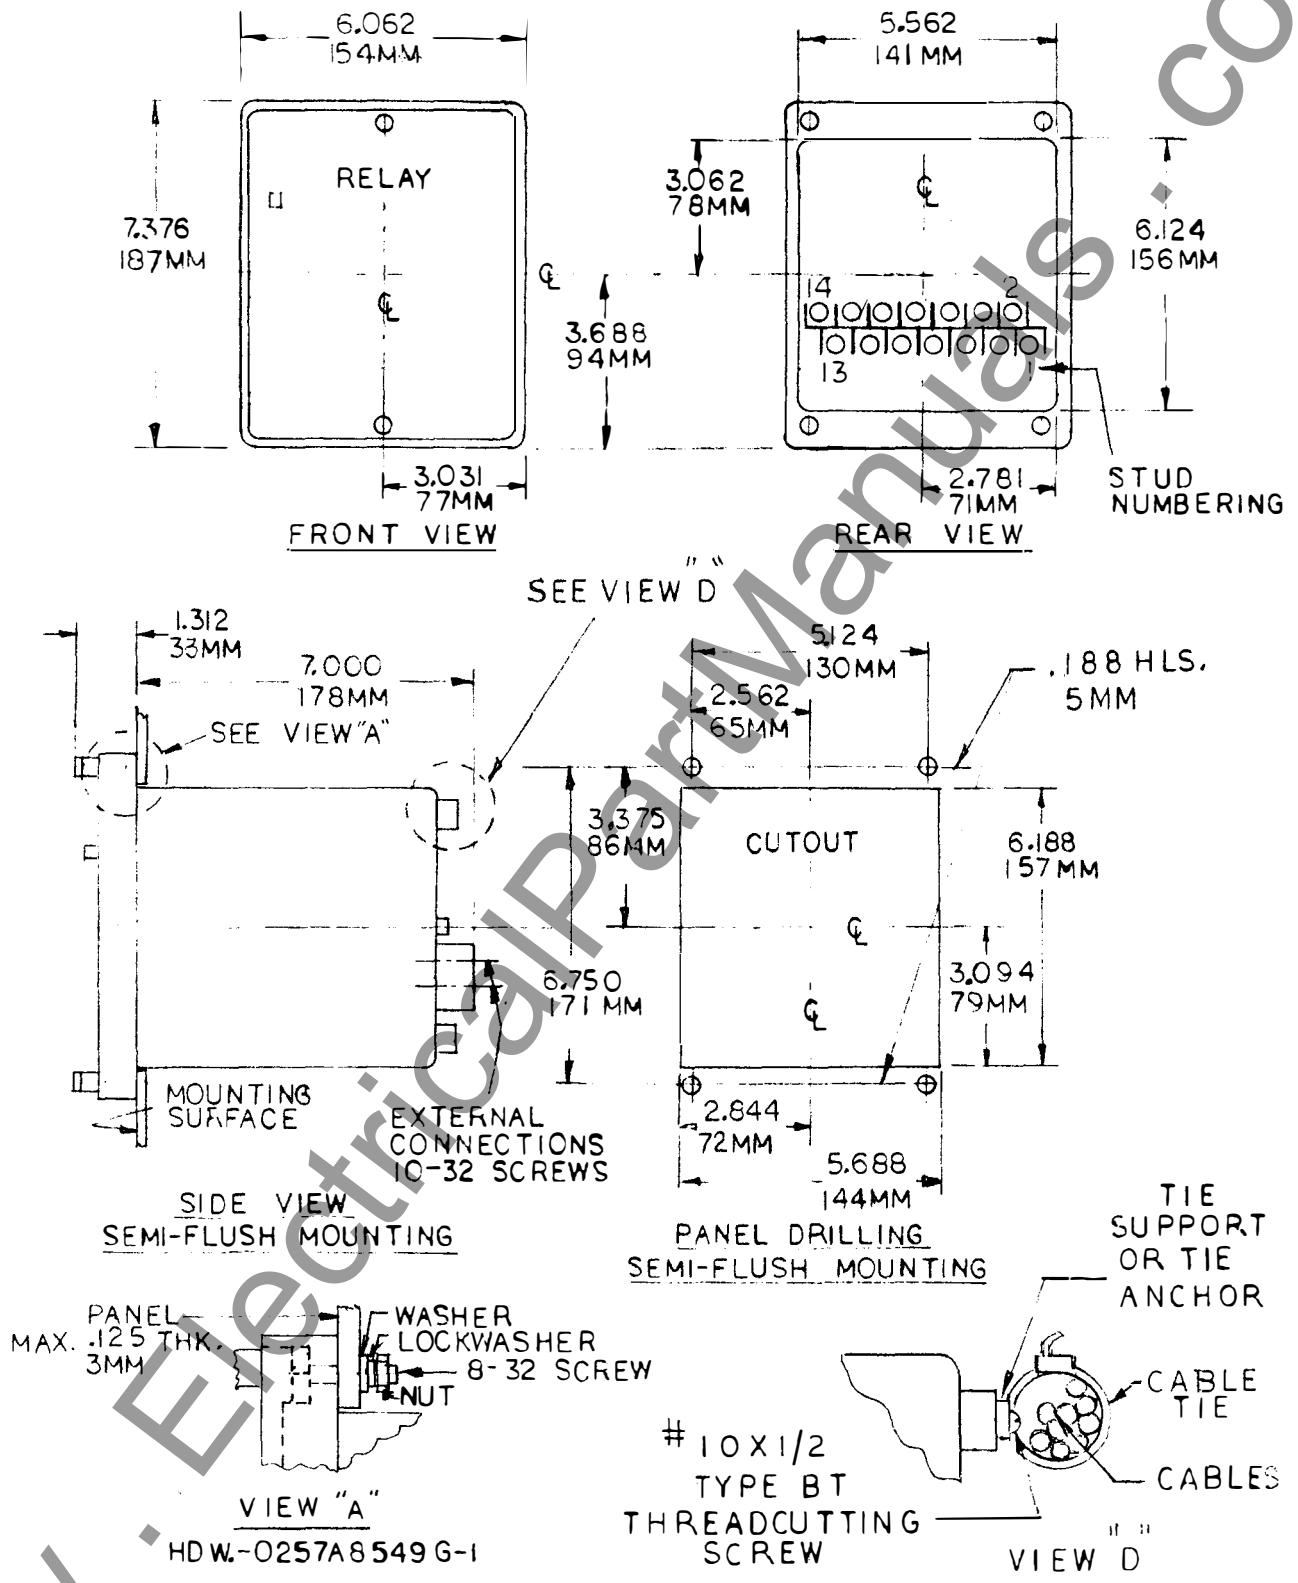 6.062
154MM
5.562
141 MM
RELAY
7.376
187MM
3.688
94MM
3.031
77MM
FRONT VIEW
3.062
78MM
6.124
156MM
14
2
13
1
2.781
71MM
REAR VIEW
STUD
NUMBERING
SEE VIEW "D"
1.312
33MM
7.000
178MM
SEE VIEW "A"
MOUNTING
SURFACE
EXTERNAL
CONNECTIONS
10-32 SCREWS
SIDE VIEW
SEMI-FLUSH MOUNTING
5.124
130MM
2.562
65MM
.188 HLS.
5MM
3.375
86MM
CUTOUT
6.188
157MM
6.750
171 MM
3.094
79MM
2.844
72MM
5.688
144MM
PANEL DRILLING
SEMI-FLUSH MOUNTING
PANEL
MAX. .125 THK.
3MM
WASHER
LOCKWASHER
8-32 SCREW
NUT
VIEW "A"
HDW.-0257A8549 G-1
TIE
SUPPORT
OR TIE
ANCHOR
CABLE
TIE
CABLES
# 10X1/2
TYPE BT
THREADCUTTING
SCREW
VIEW "D"
. ElectricalPartManuals . co